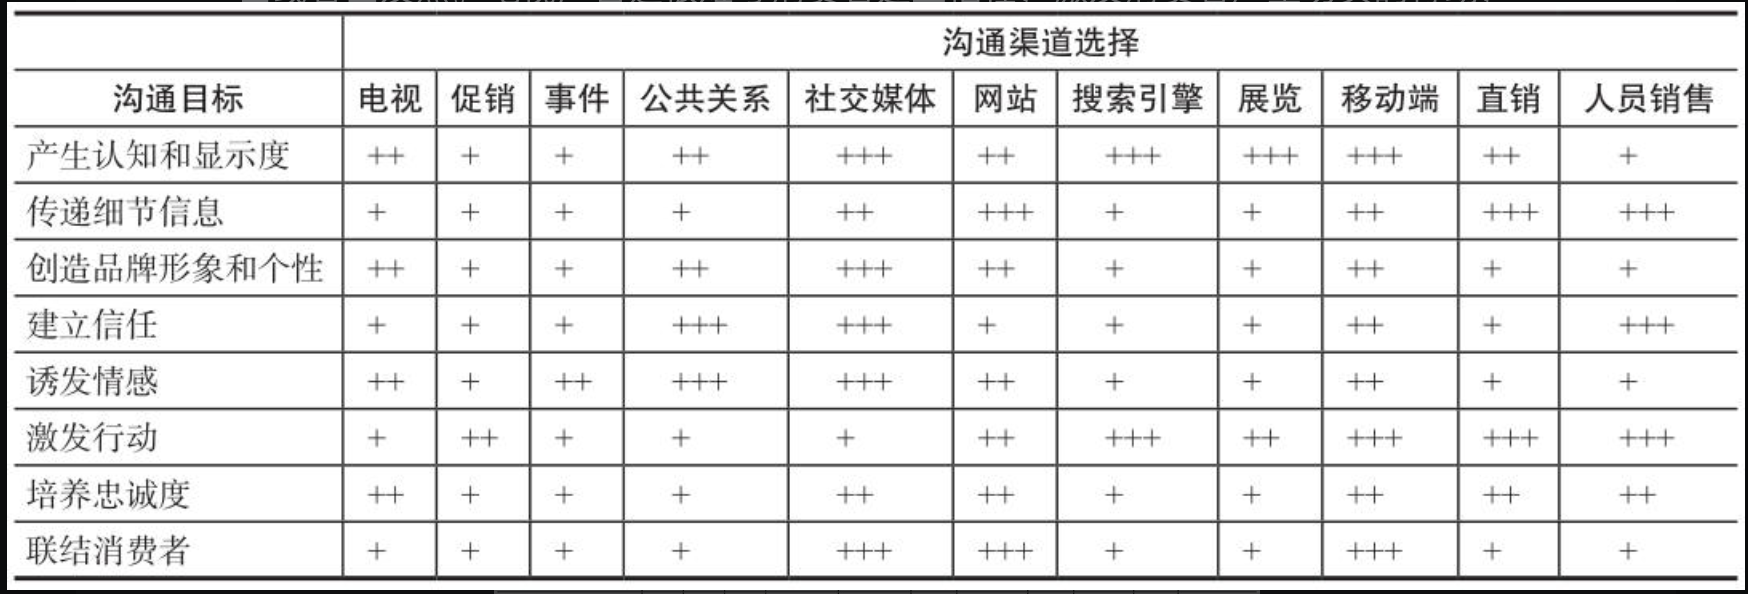 沟通渠道选择
沟通目标 电视 促销 事件 公共关系 社交媒体 网站 搜索引擎 展览 移动端 直销 人员销售
产生认知和显示度 ++ + + ++ +++ ++ +++ +++ +++ ++ +
传递细节信息 + + + + ++ +++ + + ++ +++ +++
创造品牌形象和个性 ++ + + ++ +++ ++ + + ++ + +
建立信任 + + + +++ +++ + + + ++ + +++
诱发情感 ++ + ++ +++ +++ ++ + + ++ + +
激发行动 + ++ + + + ++ +++ ++ +++ +++ +++
培养忠诚度 ++ + + + ++ ++ + + ++ ++ ++
联结消费者 + + + + +++ +++ + + +++ + +